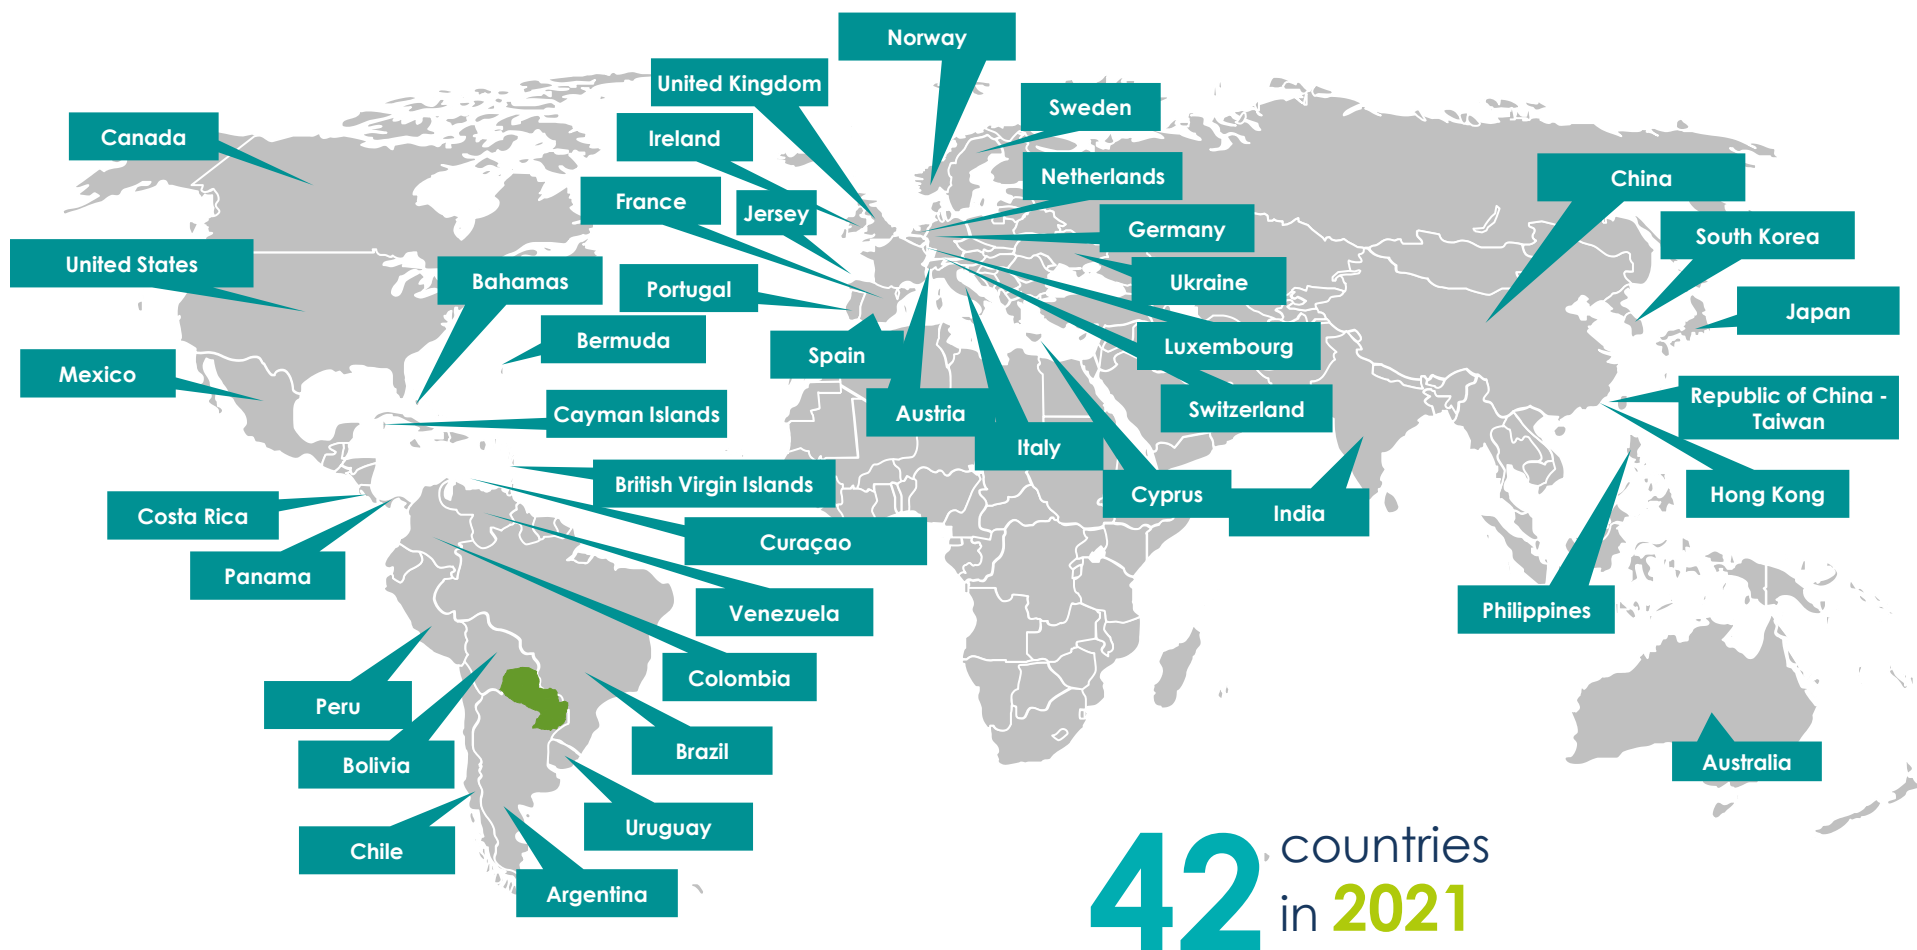 Norway
United Kingdom
Sweden
Canada
Ireland
Netherlands
China
France
Jersey
Germany
South Korea
United States
Bahamas
Portugal
Ukraine
Japan
Bermuda
Spain
Luxembourg
Mexico
Cayman Islands
Austria
Switzerland
Republic of China -
Taiwan
Italy
British Virgin Islands
Cyprus
Hong Kong
Costa Rica
India
Curaçao
Panama
Venezuela
Philippines
Colombia
Peru
Brazil
Bolivia
Australia
Uruguay
Chile
Argentina
42
countries
in 2021